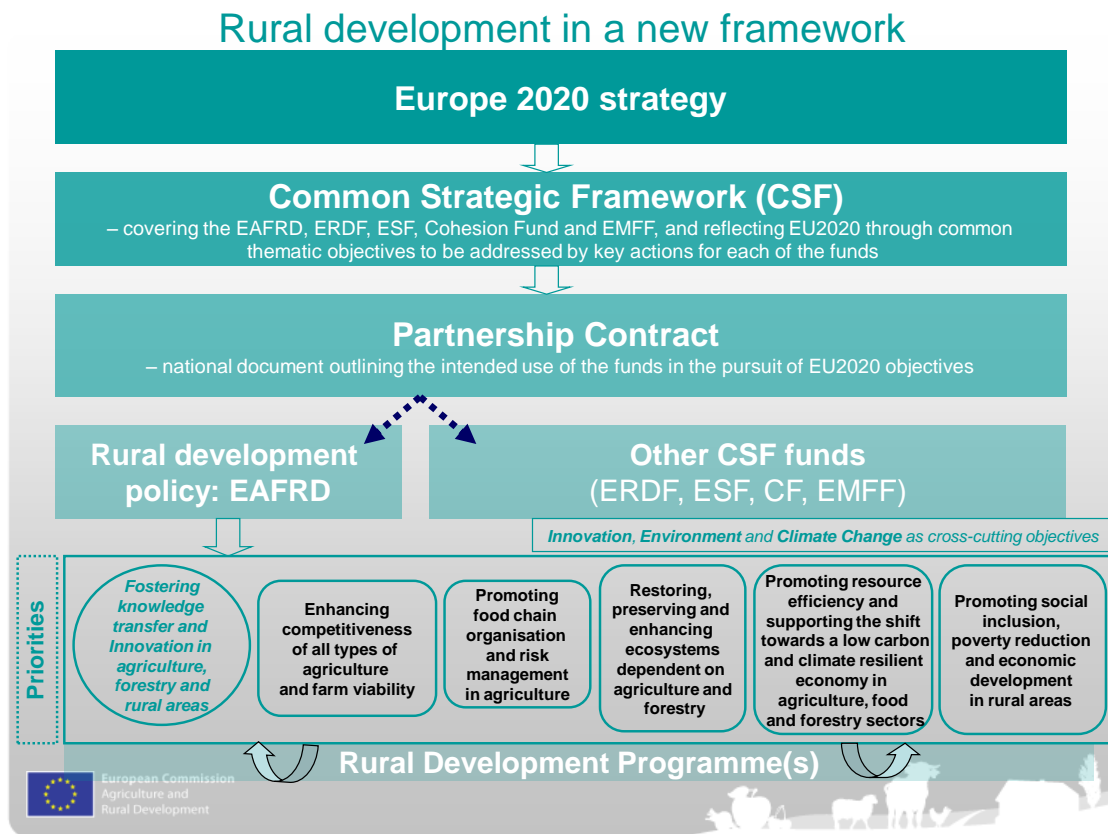 Rural development in a new framework
Europe 2020 strategy
Common Strategic Framework (CSF)
– covering the EAFRD, ERDF, ESF, Cohesion Fund and EMFF, and reflecting EU2020 through common
thematic objectives to be addressed by key actions for each of the funds
Partnership Contract
– national document outlining the intended use of the funds in the pursuit of EU2020 objectives
Rural development
policy: EAFRD
Other CSF funds
(ERDF, ESF, CF, EMFF)
Innovation, Environment and Climate Change as cross-cutting objectives
Priorities
Fostering
knowledge
transfer and
Innovation in
agriculture,
forestry and
rural areas
Enhancing
competitiveness
of all types of
agriculture
and farm viability
Promoting
food chain
organisation
and risk
management
in agriculture
Restoring,
preserving and
enhancing
ecosystems
dependent on
agriculture and
forestry
Promoting resource
efficiency and
supporting the shift
towards a low carbon
and climate resilient
economy in
agriculture, food
and forestry sectors
Promoting social
inclusion,
poverty reduction
and economic
development
in rural areas
Rural Development Programme(s)
European Commission
Agriculture and
Rural Development